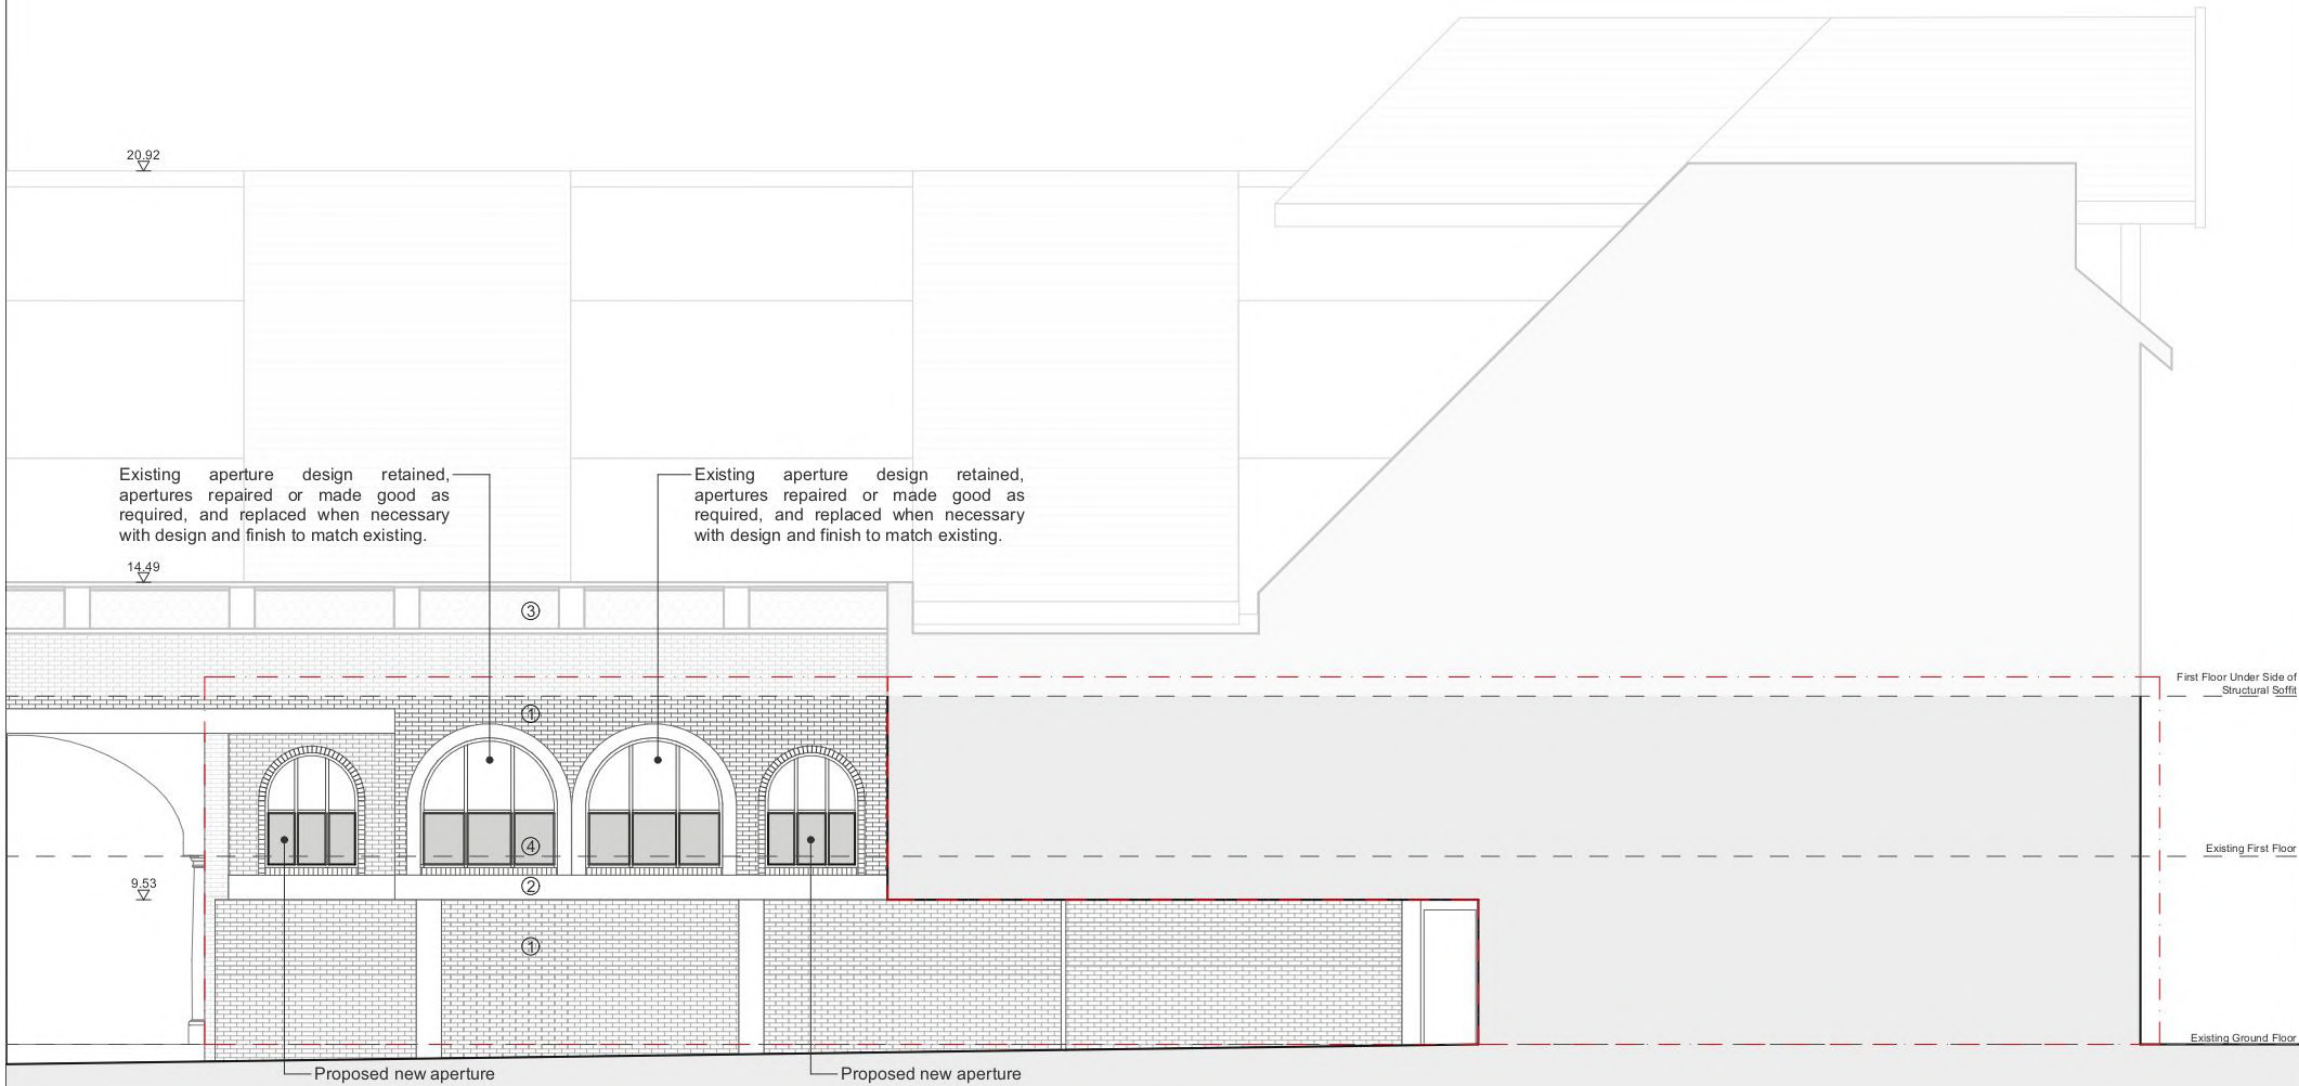 20.92
Existing aperture design retained,
apertures repaired or made good as
required, and replaced when necessary
with design and finish to match existing.
Existing aperture design retained,
apertures repaired or made good as
required, and replaced when necessary
with design and finish to match existing.
14.49
3
First Floor Under Side of
Structural Soffit
1
4
Existing First Floor
9.53
2
1
Existing Ground Floor
Proposed new aperture
Proposed new aperture